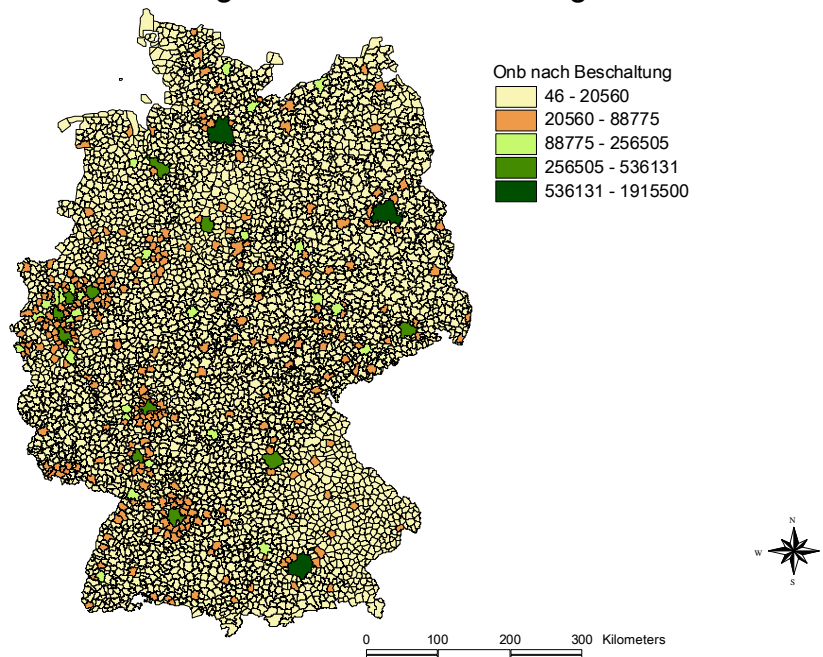 Onb nach Beschaltung
46 - 20560
20560 - 88775
88775 - 256505
256505 - 536131
536131 - 1915500
N
W
S
0 100 200 300 Kilometers